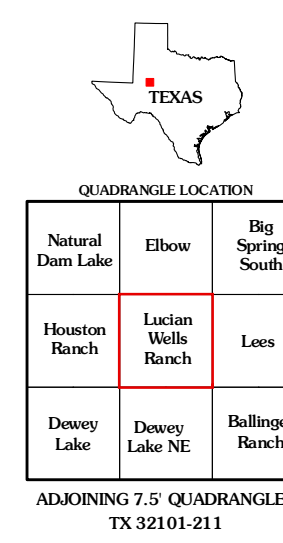 TEXAS
QUADRANGLE LOCATION
Natural
Dam Lake
Elbow
Big
Spring
South
Houston
Ranch
Lucian
Wells
Ranch
Lees
Dewey
Lake
Dewey
Lake NE
Ballinge
Ranch
ADJOINING 7.5' QUADRANGLE
TX 32101-211